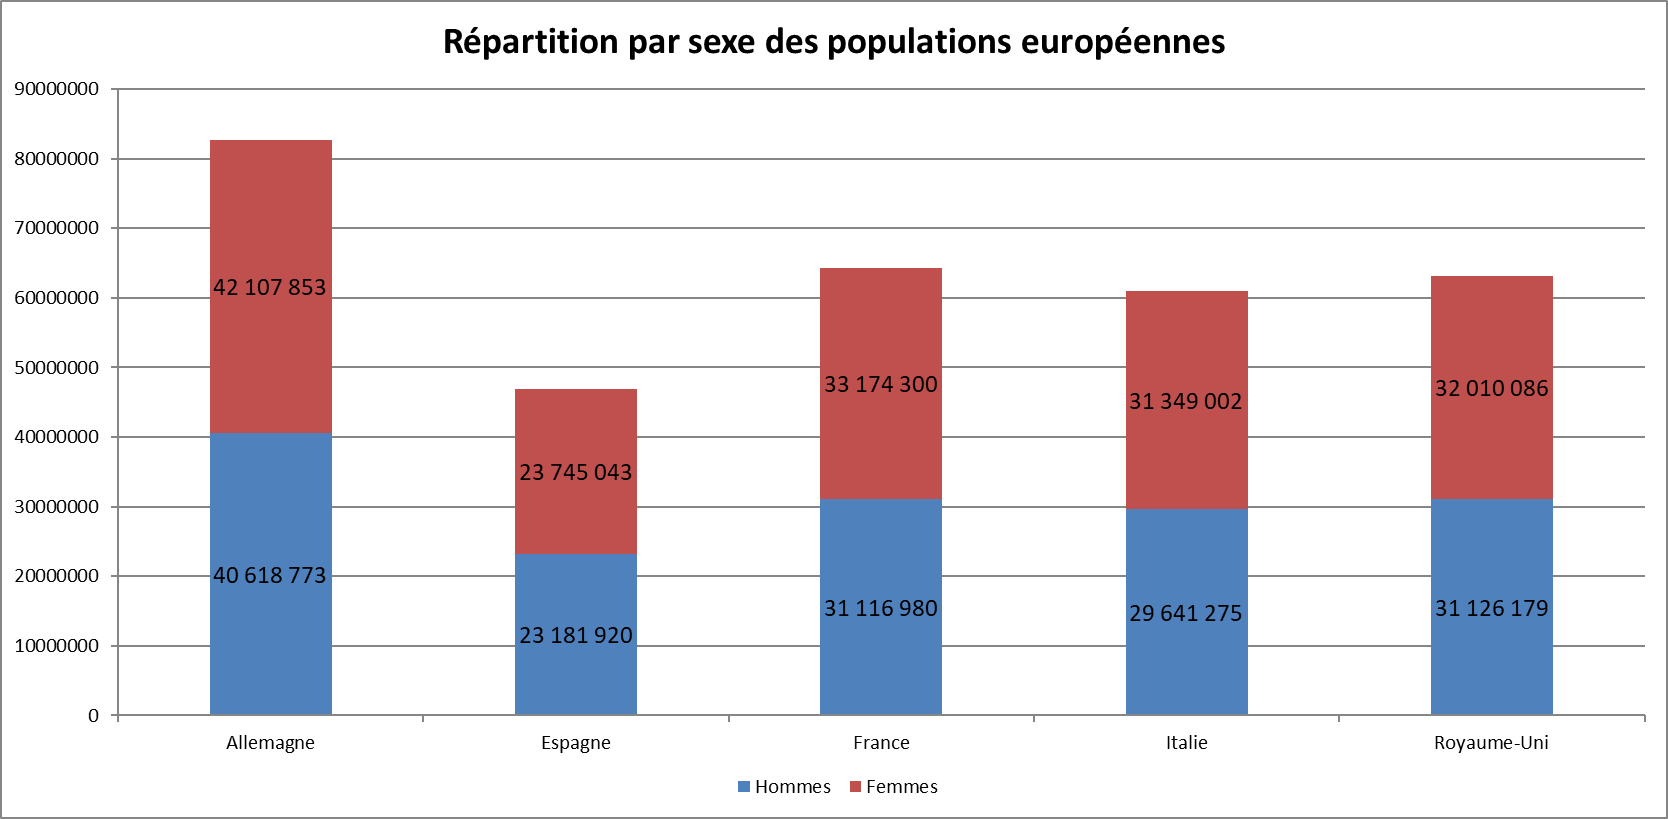 Répartition par sexe des populations européennes
90000000
80000000
70000000
60000000
50000000
40000000
30000000
20000000
10000000
0
42 107 853
40 618 773
23 745 043
23 181 920
33 174 300
31 116 980
31 349 002
29 641 275
32 010 086
31 126 179
Allemagne
Espagne
France
Italie
Royaume-Uni
Hommes
Femmes